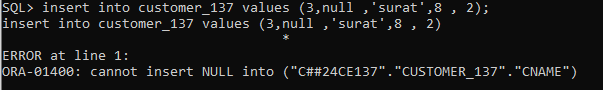 SQL> insert into customer_137 values (3,null ,'surat',8 , 2);
insert into customer_137 values (3,null ,'surat',8 , 2)
*
ERROR at line 1:
ORA-01400: cannot insert NULL into ("C##24CE137"."CUSTOMER_137"."CNAME")